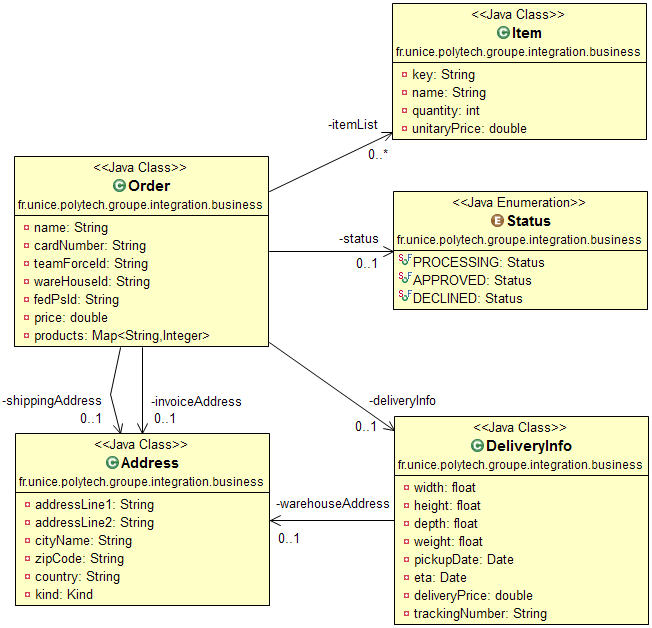 <<Java Class>>
C Item
fr.unice.polytech.groupe.integration.business
key: String
name: String
quantity: int
unitaryPrice: double
-itemList
0..*
<<Java Class>>
C Order
fr.unice.polytech.groupe.integration.business
name: String
cardNumber: String
teamForceId: String
wareHouseId: String
fedPsId: String
price: double
products: Map<String,Integer>
-status
0..1
<<Java Enumeration>>
E Status
fr.unice.polytech.groupe.integration.business
S F PROCESSING: Status
S F APPROVED: Status
S F DECLINED: Status
-shippingAddress
0..1
-invoiceAddress
0..1
-deliveryInfo
0..1
<<Java Class>>
C Address
fr.unice.polytech.groupe.integration.business
addressLine1: String
addressLine2: String
cityName: String
zipCode: String
country: String
kind: Kind
-warehouseAddress
0..1
<<Java Class>>
C DeliveryInfo
fr.unice.polytech.groupe.integration.business
width: float
height: float
depth: float
weight: float
pickupDate: Date
eta: Date
deliveryPrice: double
trackingNumber: String